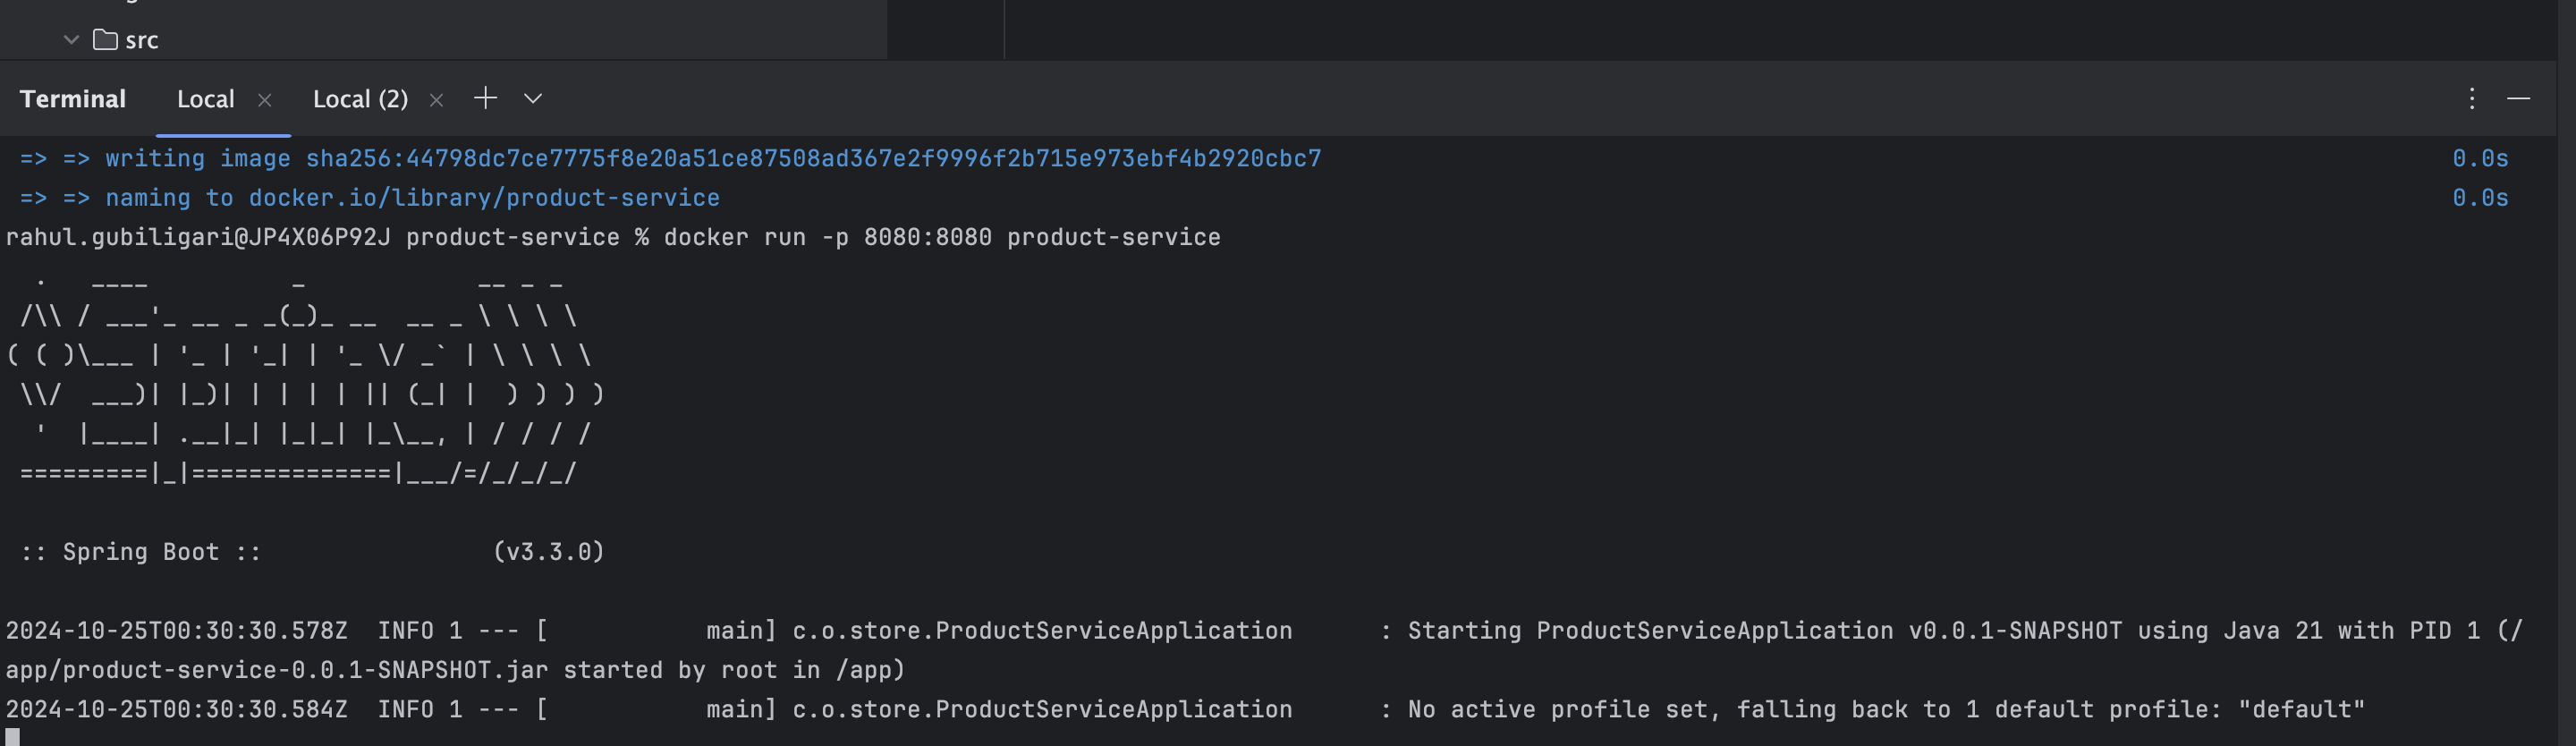 src
Terminal Local × Local (2) × +
=> => writing image sha256:44798dc7ce7775f8e20a51ce87508ad367e2f9996f2b715e973ebf4b2920cbc7 0.0s
=> => naming to docker.io/library/product-service 0.0s
rahul.gubiligari@JP4X06P92J product-service % docker run -p 8080:8080 product-service
  .   ____          _            __ _ _
 /\\ / ___'_ __ _ _(_)_ __  __ _ \ \ \ \
( ( )\___ | '_ | '_| | '_ \/ _` | \ \ \ \
 \\/  ___)| |_)| | | | | || (_| |  ) ) ) )
  '  |____| .__|_| |_|_| |_\__, | / / / /
 =========|_|==============|___/=/_/_/_/
 :: Spring Boot ::                (v3.3.0)
2024-10-25T00:30:30.578Z  INFO 1 --- [           main] c.o.store.ProductServiceApplication      : Starting ProductServiceApplication v0.0.1-SNAPSHOT using Java 21 with PID 1 (/
app/product-service-0.0.1-SNAPSHOT.jar started by root in /app)
2024-10-25T00:30:30.584Z  INFO 1 --- [           main] c.o.store.ProductServiceApplication      : No active profile set, falling back to 1 default profile: "default"